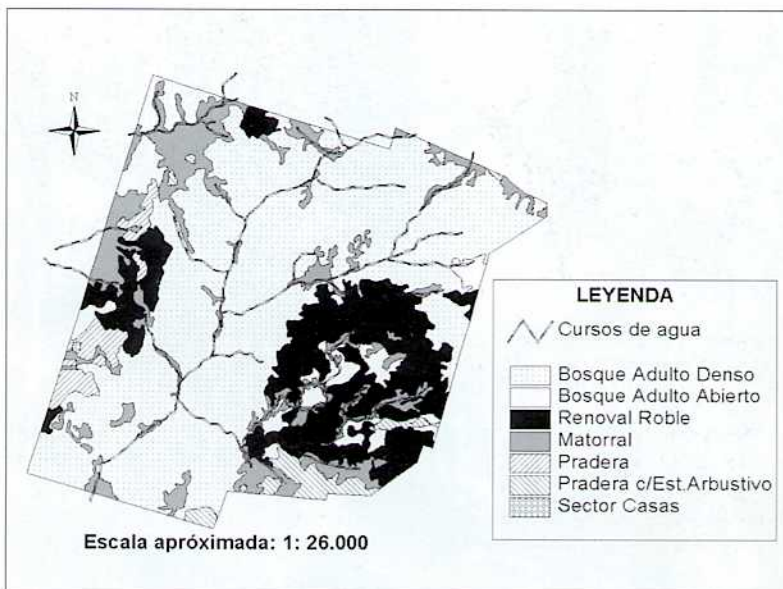 N
LEYENDA
Cursos de agua
Bosque Adulto Denso
Bosque Adulto Abierto
Renoval Roble
Matorral
Pradera
Pradera c/Est.Arbustivo
Sector Casas
Escala apróximada: 1: 26.000